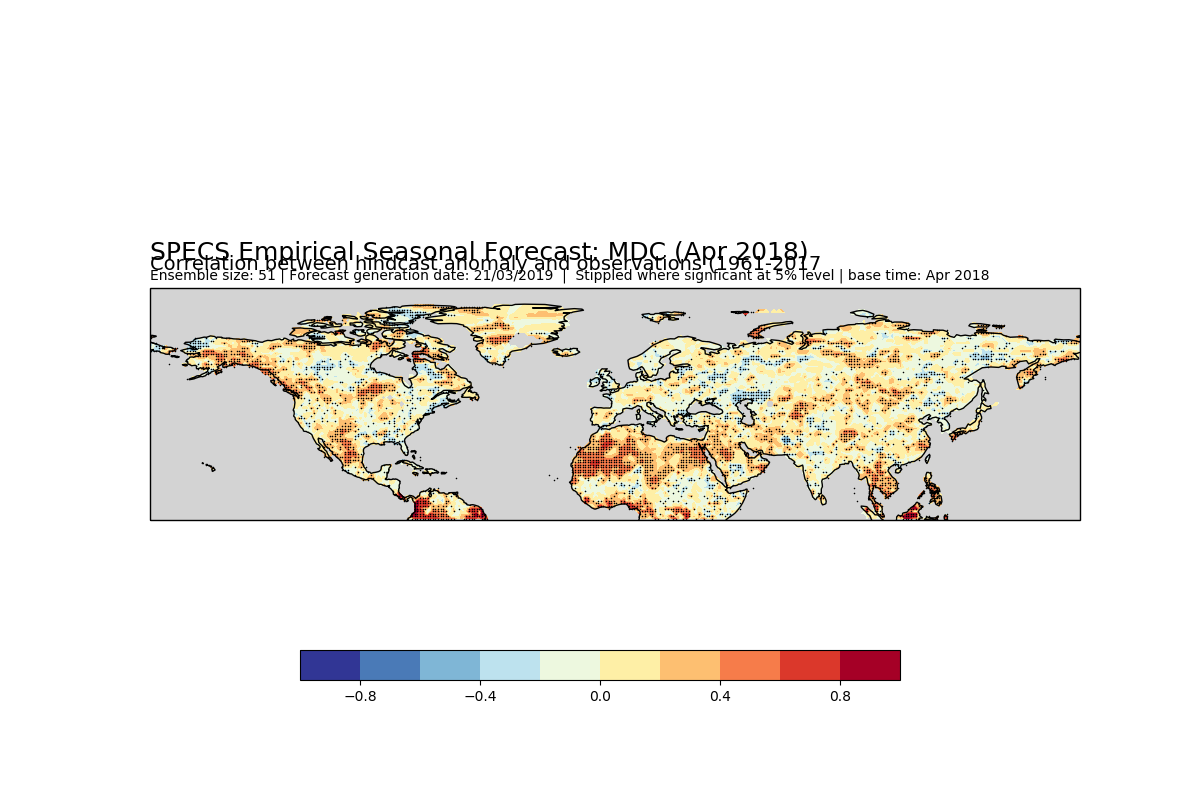 SPECS Empirical Seasonal Forecast: MDC (Apr 2018)
Correlation between hindcast anomaly and observations (1961-2017
Ensemble size: 51 | Forecast generation date: 21/03/2019 | Stippled where signficant at 5% level | base time: Apr 2018
−0.8 −0.4 0.0 0.4 0.8